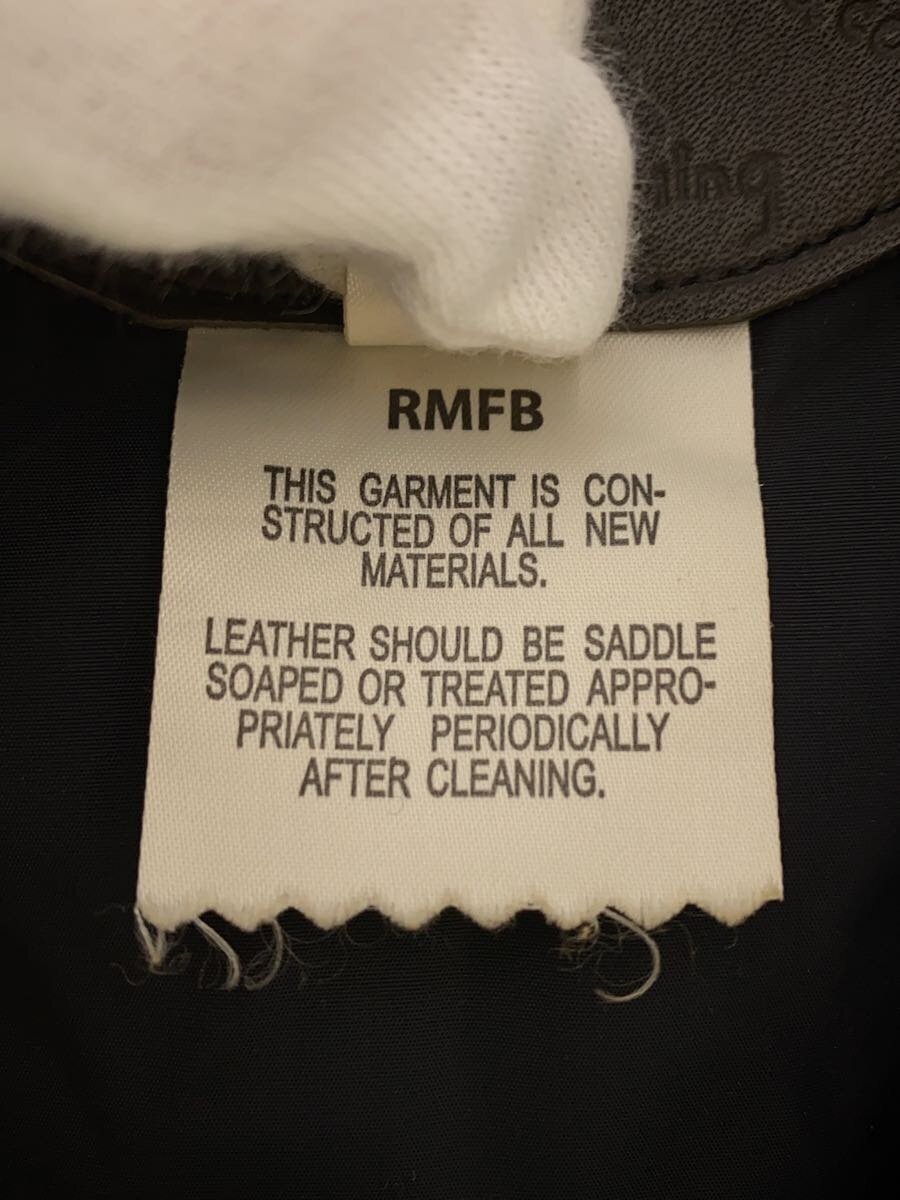 RMFB
THIS GARMENT IS CON-
STRUCTED OF ALL NEW
MATERIALS.
LEATHER SHOULD BE SADDLE
SOAPED OR TREATED APPRO-
PRIATELY PERIODICALLY
AFTER CLEANING.